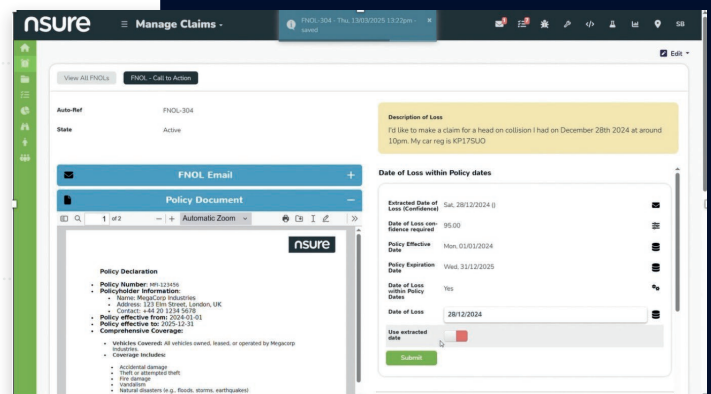 nsure
Manage Claims
FNOL-304 - Thu, 13/03/2025 13:22pm -
saved
×
SB
Edit
View All FNOLs
FNOL - Call to Action
Auto-Ref
FNOL-304
State
Active
Description of Loss
I'd like to make a claim for a head on collision I had on December 28th 2024 at around
10pm. My car reg is KP17SUO
FNOL Email
+
Policy Document
−
1 of 2
− + Automatic Zoom
nsure
Policy Declaration
Policy Number: MFI-123456
Policyholder Information:
Name: MegaCorp Industries
Address: 123 Elm Street, London, UK
Contact: +44 20 1234 5678
Policy effective from: 2024-01-01
Policy effective to: 2025-12-31
Comprehensive Coverage:
Vehicles Covered: All vehicles owned, leased, or operated by Megacorp
Industries.
Coverage Includes:
Accidental damage
Theft or attempted theft
Fire damage
Vandalism
Natural disasters (e.g., floods, storms, earthquakes)
Date of Loss within Policy dates
Extracted Date of
Loss (Confidence)
Sat, 28/12/2024 ()
Date of Loss con-
fidence required
95.00
Policy Effective
Date
Mon, 01/01/2024
Policy Expiration
Date
Wed, 31/12/2025
Date of Loss
within Policy
Dates
Yes
Date of Loss
28/12/2024
Use extracted
date
Submit